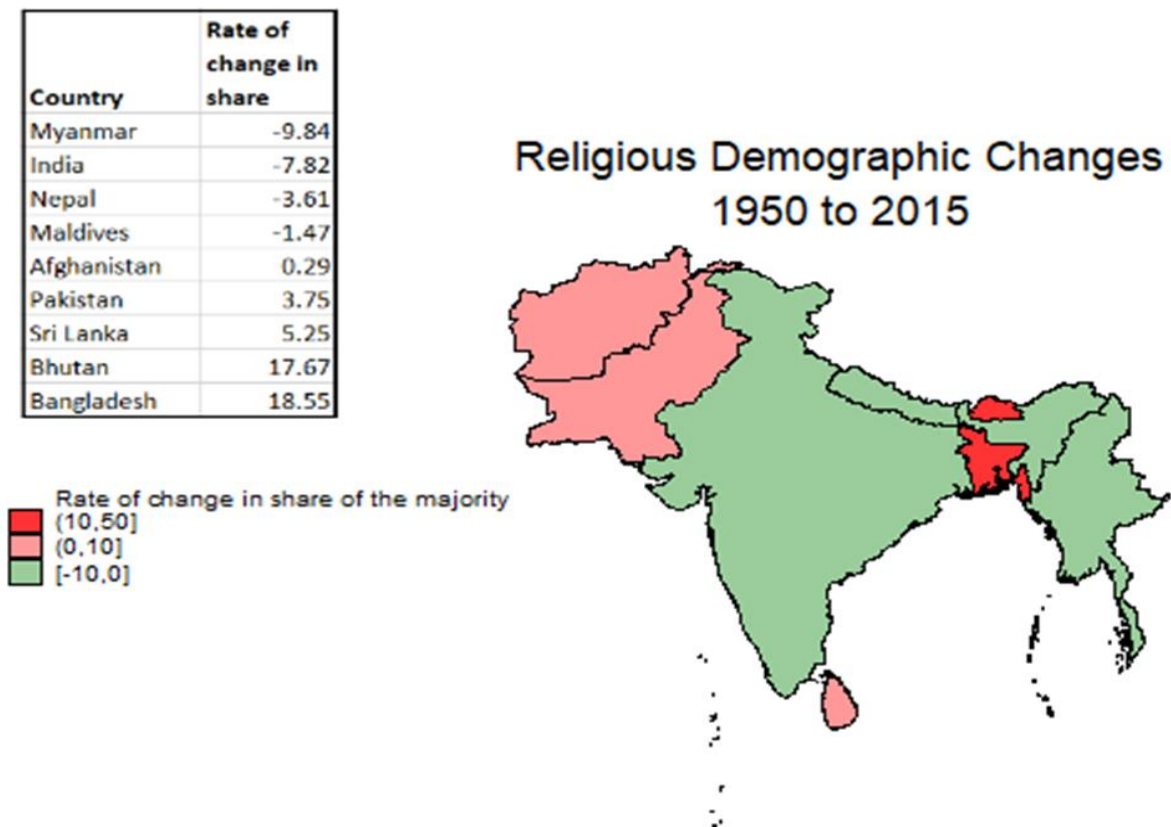 Country Rate of change in share
Myanmar -9.84
India -7.82
Nepal -3.61
Maldives -1.47
Afghanistan 0.29
Pakistan 3.75
Sri Lanka 5.25
Bhutan 17.67
Bangladesh 18.55
Religious Demographic Changes
1950 to 2015
Rate of change in share of the majority
(10,50]
(0,10]
[-10,0]